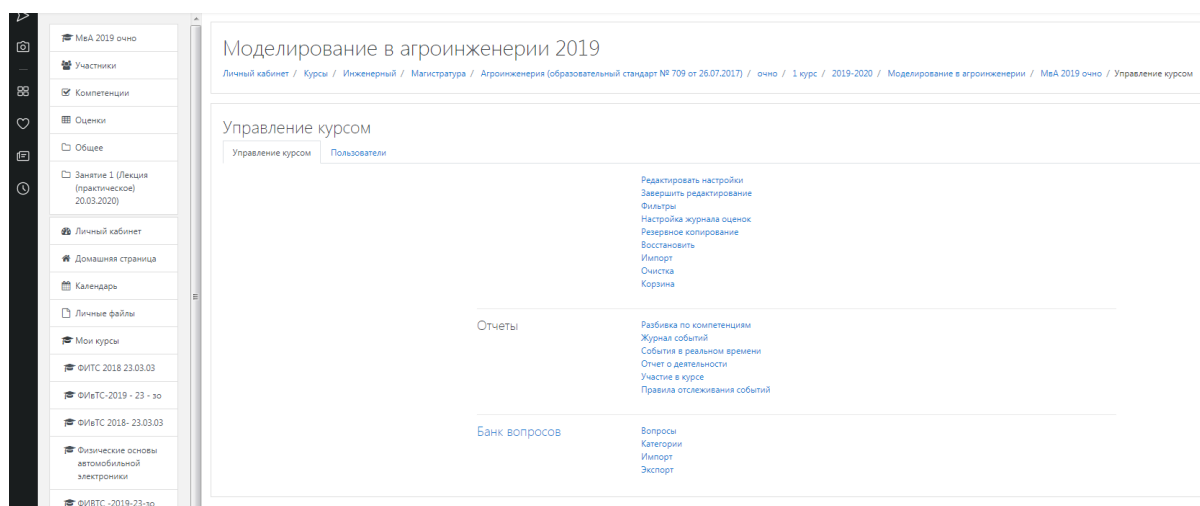 МвА 2019 очно
Участники
Компетенции
Оценки
Общее
Занятие 1 (Лекция
(практическое)
20.03.2020)
Личный кабинет
Домашняя страница
Календарь
Личные файлы
Мои курсы
ФИТС 2018 23.03.03
ФИвТС-2019 - 23 - зо
ФИвТС 2018- 23.03.03
Физические основы
автомобильной
электроники
ФИВТС -2019-23-зо
Моделирование в агроинженерии 2019
Личный кабинет / Курсы / Инженерный / Магистратура / Агроинженерия (образовательный стандарт № 709 от 26.07.2017) / очно / 1 курс / 2019-2020 / Моделирование в агроинженерии / МвА 2019 очно / Управление курсом
Управление курсом
Управление курсом Пользователи
Редактировать настройки
Завершить редактирование
Фильтры
Настройка журнала оценок
Резервное копирование
Восстановить
Импорт
Очистка
Корзина
Отчеты
Разбивка по компетенциям
Журнал событий
События в реальном времени
Отчет о деятельности
Участие в курсе
Правила отслеживания событий
Банк вопросов
Вопросы
Категории
Импорт
Экспорт